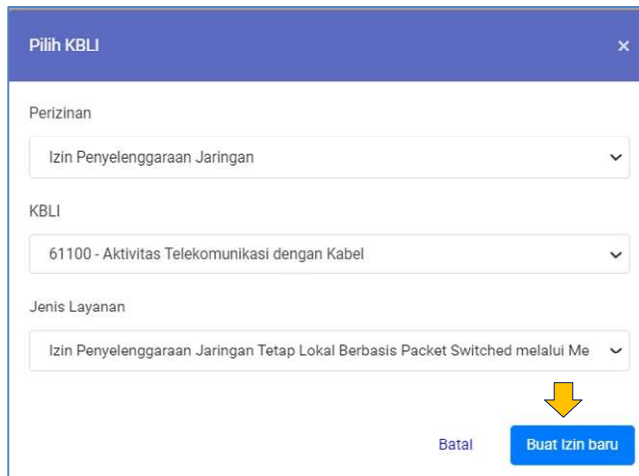 Pilih KBLI ×
Perizinan
Izin Penyelenggaraan Jaringan
KBLI
61100 - Aktivitas Telekomunikasi dengan Kabel
Jenis Layanan
Izin Penyelenggaraan Jaringan Tetap Lokal Berbasis Packet Switched melalui Me
Batal Buat Izin baru